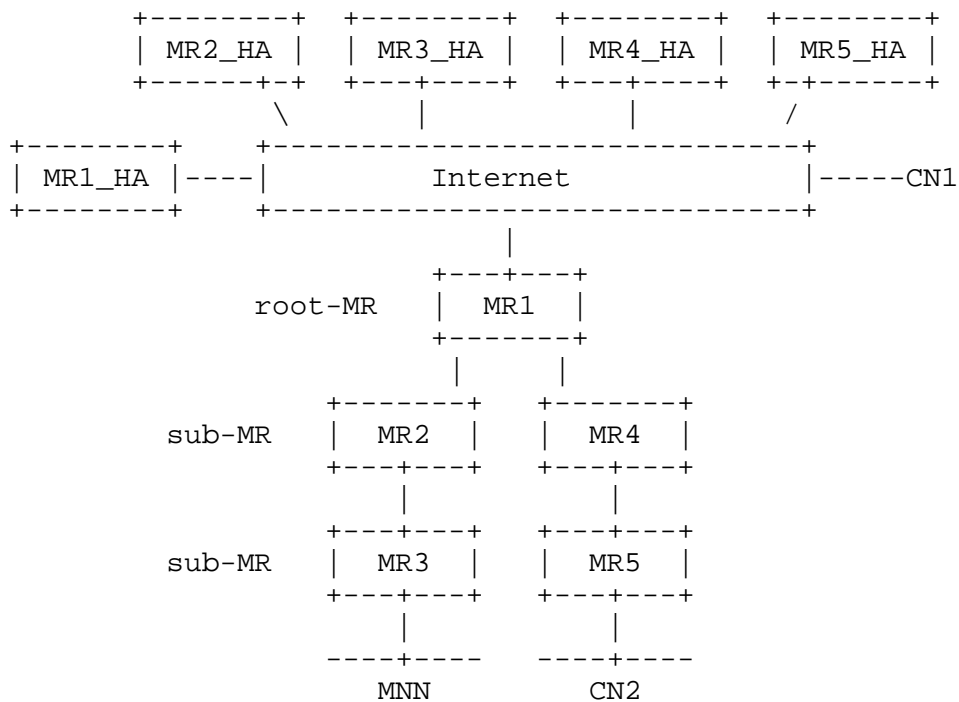 MR2_HA MR3_HA MR4_HA MR5_HA
MR1_HA Internet CN1
root-MR MR1
sub-MR MR2 MR4
sub-MR MR3 MR5
MNN CN2